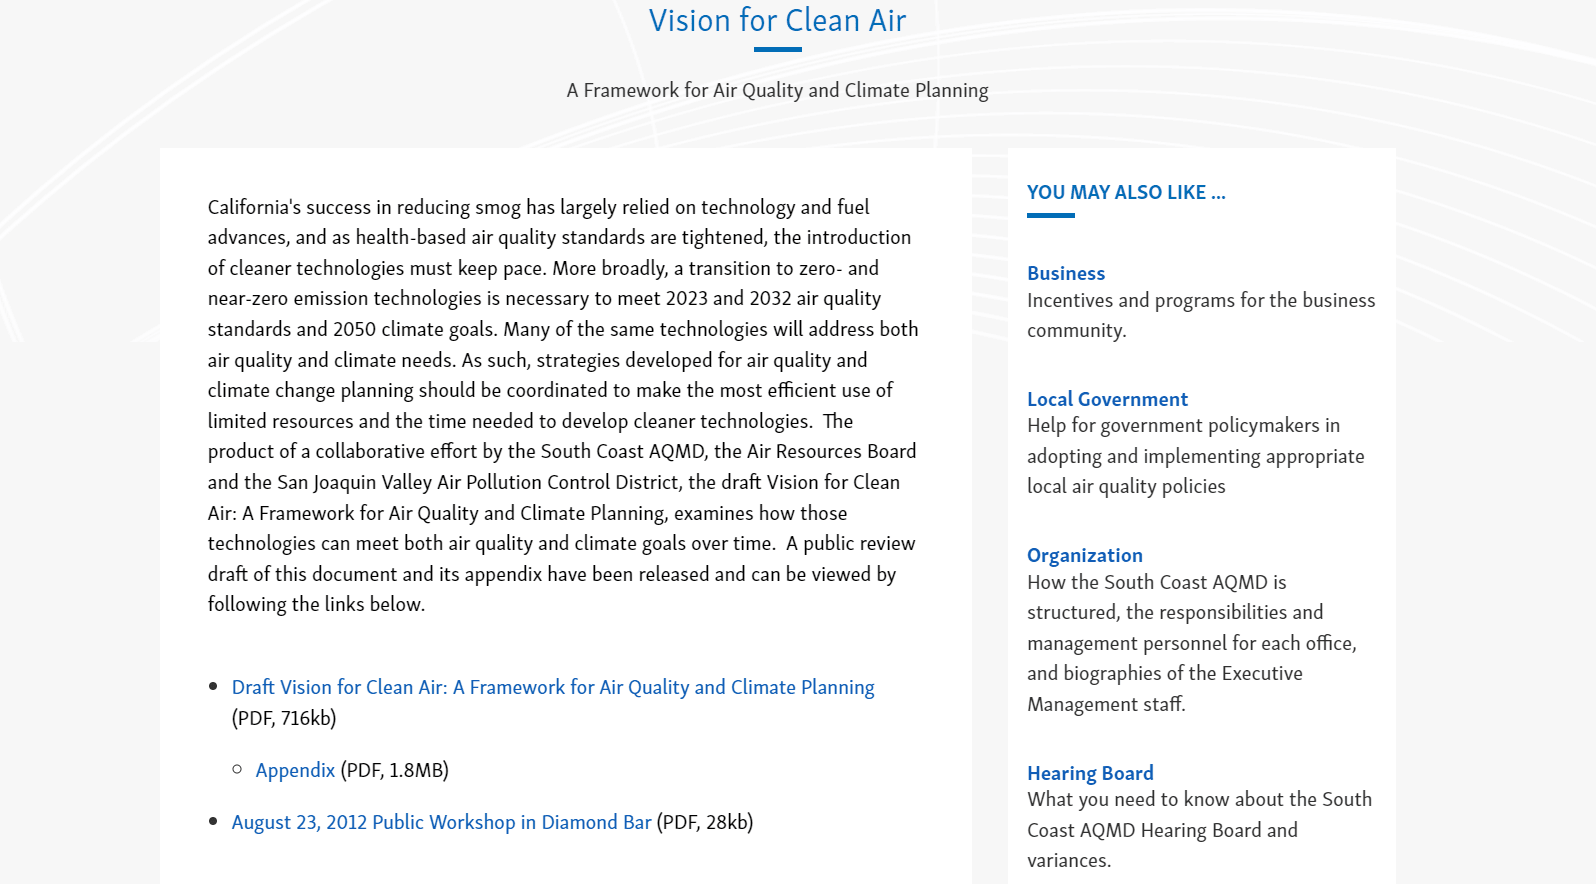 Vision for Clean Air
A Framework for Air Quality and Climate Planning
California's success in reducing smog has largely relied on technology and fuel
advances, and as health-based air quality standards are tightened, the introduction
of cleaner technologies must keep pace. More broadly, a transition to zero- and
near-zero emission technologies is necessary to meet 2023 and 2032 air quality
standards and 2050 climate goals. Many of the same technologies will address both
air quality and climate needs. As such, strategies developed for air quality and
climate change planning should be coordinated to make the most efficient use of
limited resources and the time needed to develop cleaner technologies.  The
product of a collaborative effort by the South Coast AQMD, the Air Resources Board
and the San Joaquin Valley Air Pollution Control District, the draft Vision for Clean
Air: A Framework for Air Quality and Climate Planning, examines how those
technologies can meet both air quality and climate goals over time.  A public review
draft of this document and its appendix have been released and can be viewed by
following the links below.
• Draft Vision for Clean Air: A Framework for Air Quality and Climate Planning
(PDF, 716kb)
○ Appendix (PDF, 1.8MB)
• August 23, 2012 Public Workshop in Diamond Bar (PDF, 28kb)
YOU MAY ALSO LIKE ...
Business
Incentives and programs for the business
community.
Local Government
Help for government policymakers in
adopting and implementing appropriate
local air quality policies
Organization
How the South Coast AQMD is
structured, the responsibilities and
management personnel for each office,
and biographies of the Executive
Management staff.
Hearing Board
What you need to know about the South
Coast AQMD Hearing Board and
variances.